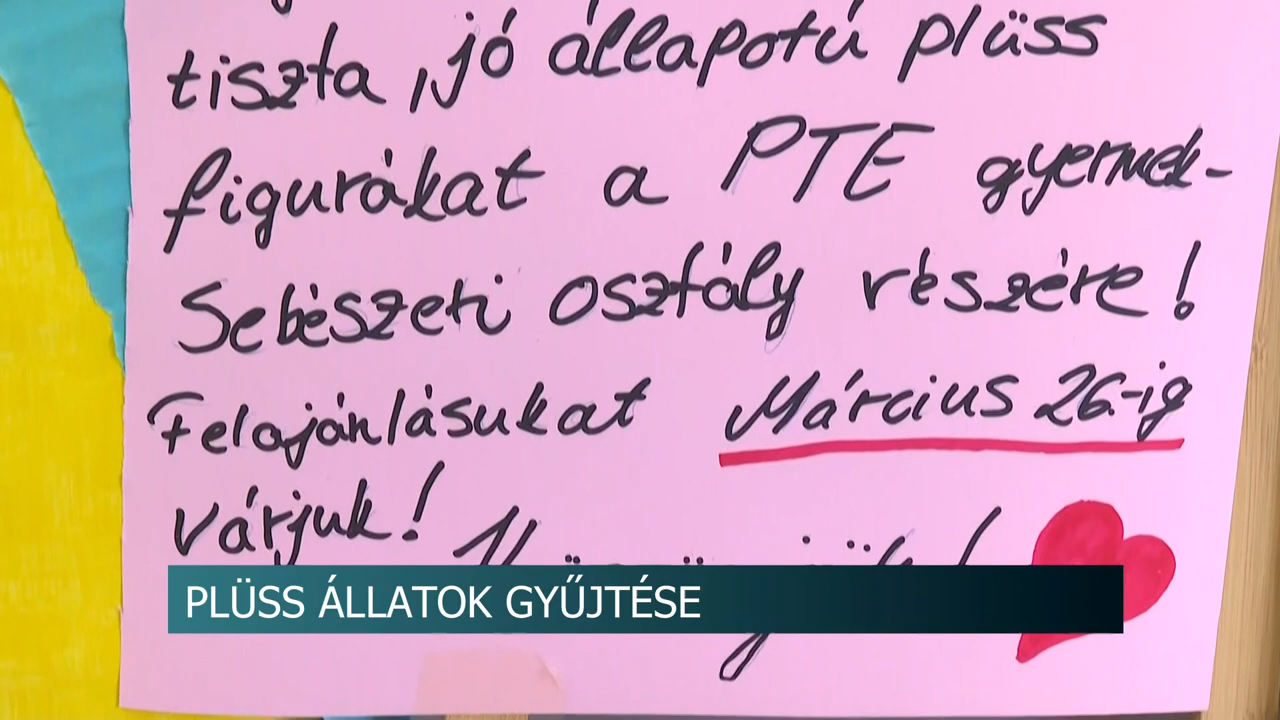 tiszta, jó állapotú plüss
figurákat a PTE gyermek-
Sebészeti osztály részére!
Felajánlásukat Március 26.-ig
várjuk!
PLÜSS ÁLLATOK GYŰJTÉSE